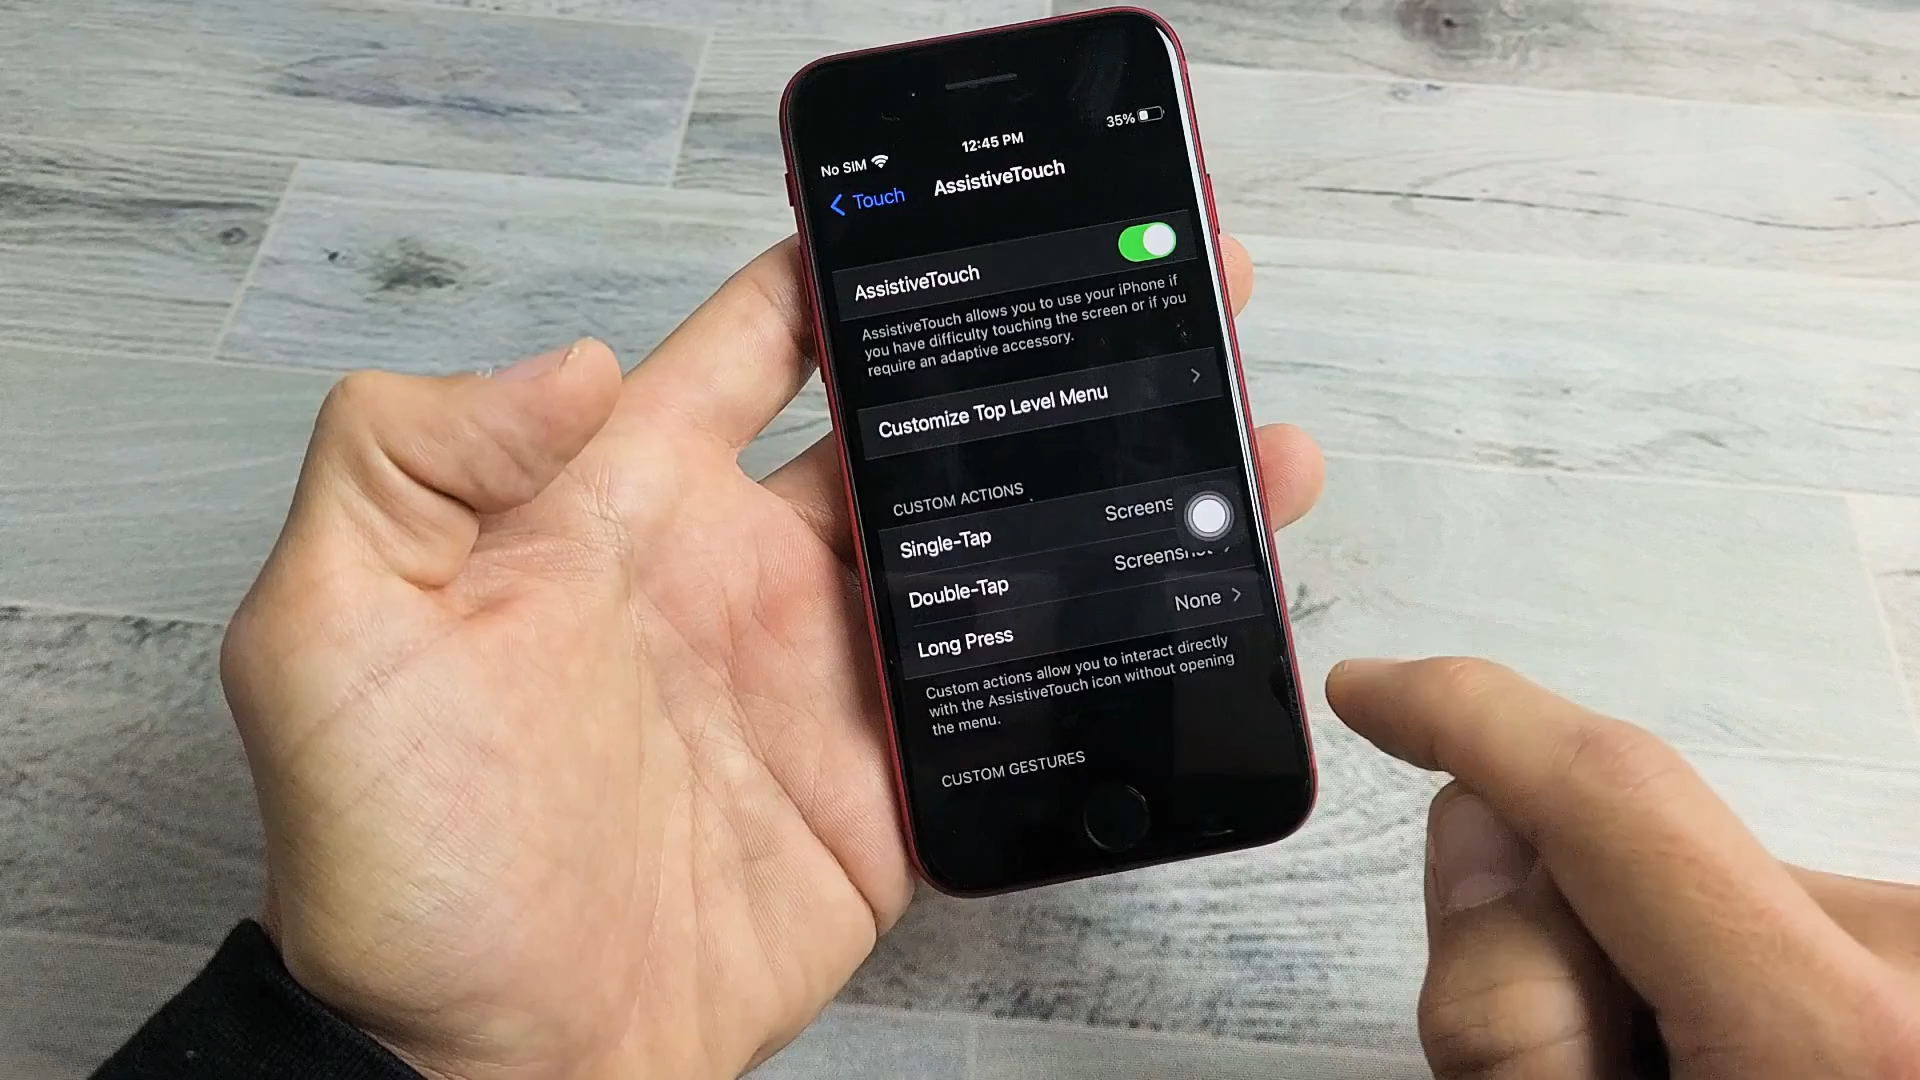 No SIM 12:45 PM 35%
Touch AssistiveTouch
AssistiveTouch
AssistiveTouch allows you to use your iPhone if
you have difficulty touching the screen or if you
require an adaptive accessory.
Customize Top Level Menu
CUSTOM ACTIONS
Single-Tap Screens
Double-Tap Screenshot
Long Press None
Custom actions allow you to interact directly
with the AssistiveTouch icon without opening
the menu.
CUSTOM GESTURES